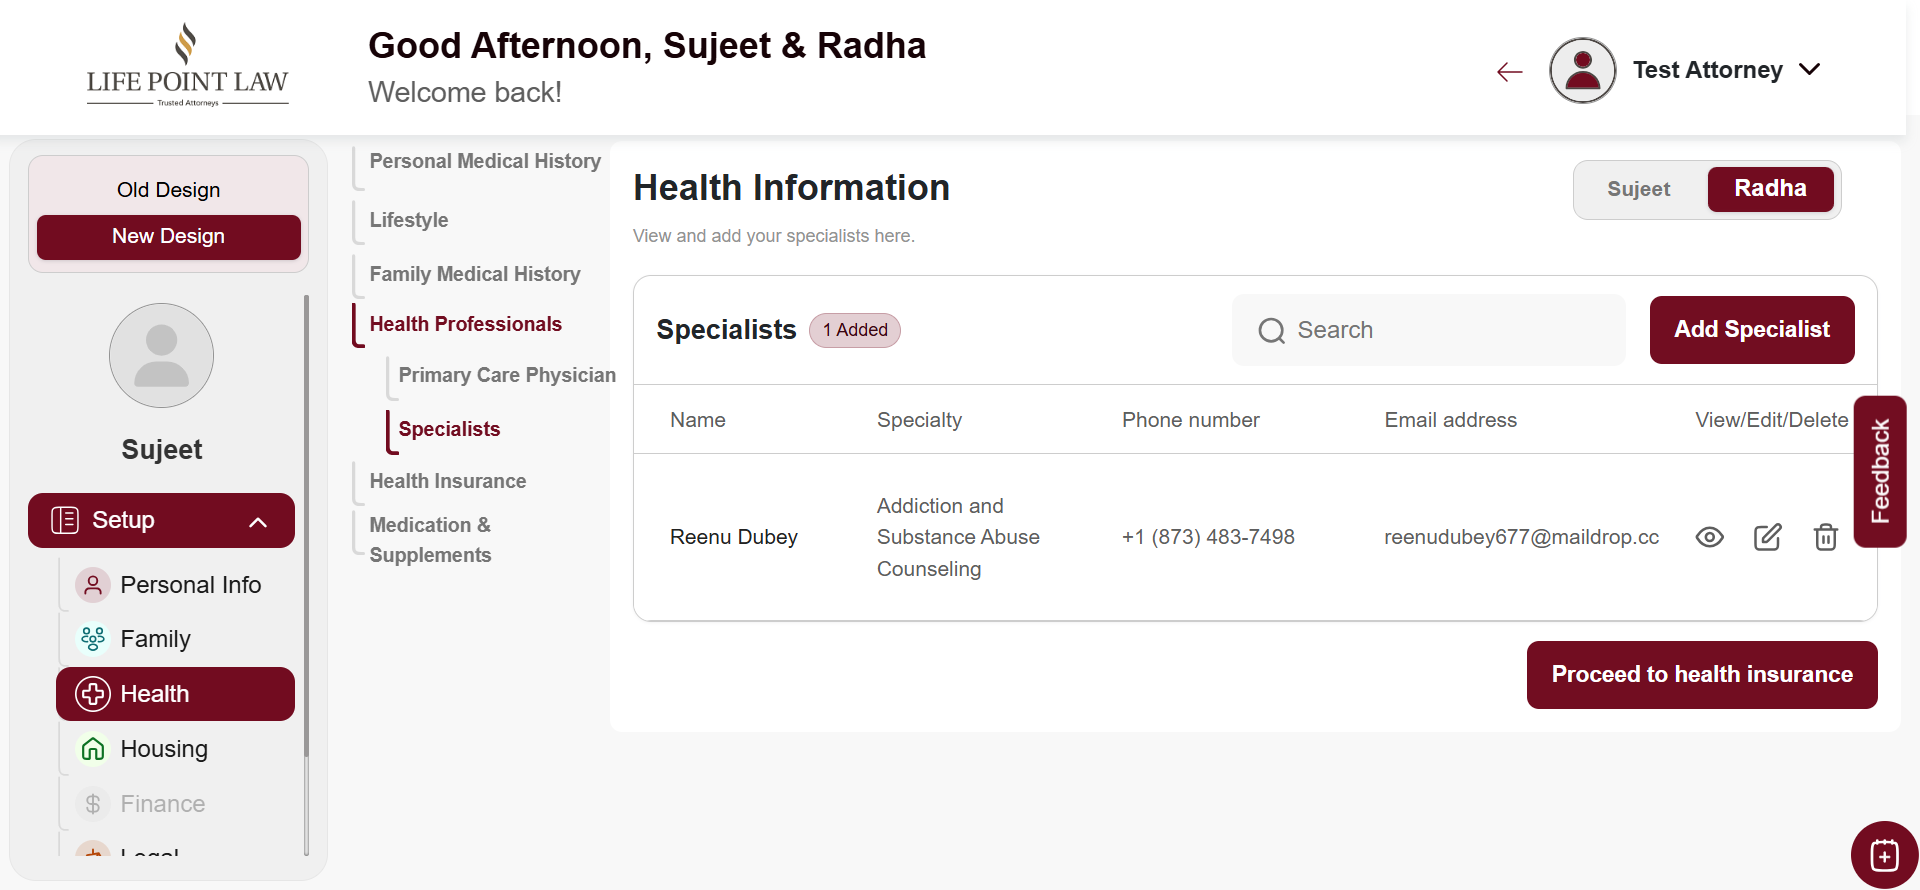 LIFE POINT LAW
Trusted Attorneys
Good Afternoon, Sujeet & Radha
Welcome back!
Test Attorney
Old Design
New Design
Sujeet
Setup
Personal Info
Family
Health
Housing
Finance
Legal
Personal Medical History
Lifestyle
Family Medical History
Health Professionals
Primary Care Physician
Specialists
Health Insurance
Medication &
Supplements
Health Information
View and add your specialists here.
Sujeet
Radha
Specialists
1 Added
Search
Add Specialist
Name
Specialty
Phone number
Email address
View/Edit/Delete
Reenu Dubey
Addiction and
Substance Abuse
Counseling
+1 (873) 483-7498
reenudubey677@maildrop.cc
Proceed to health insurance
Feedback